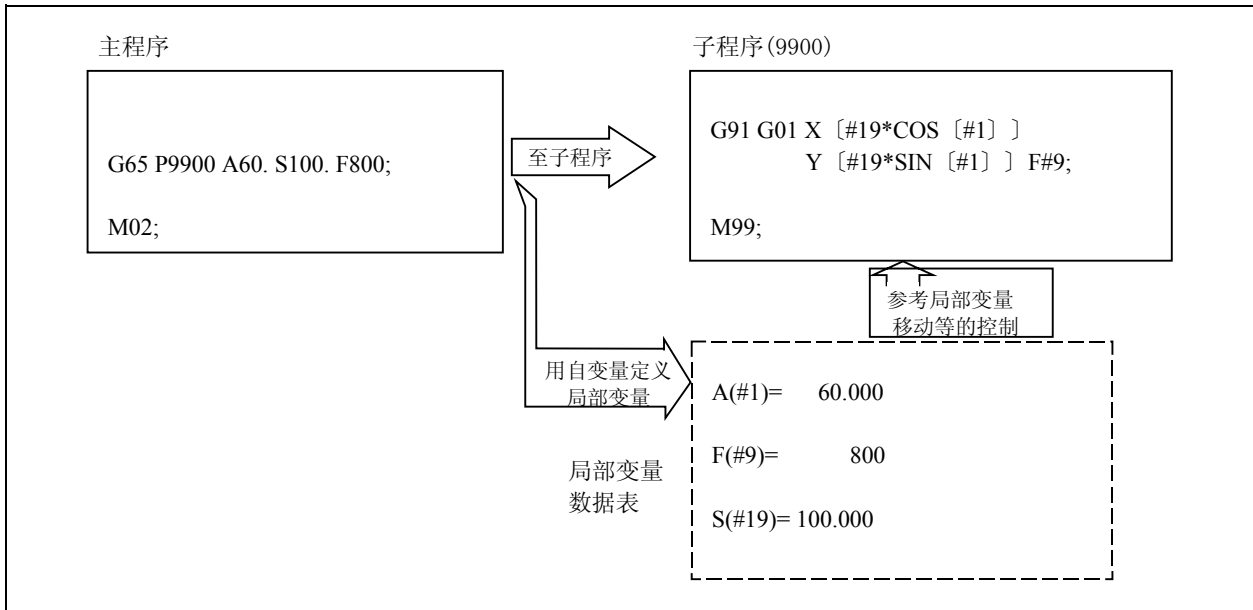 主程序
G65 P9900 A60. S100. F800;
M02;
至子程序
子程序(9900)
G91 G01 X〔#19*COS〔#1〕〕
Y〔#19*SIN〔#1〕〕F#9;
M99;
参考局部变量
移动等的控制
用自变量定义
局部变量
局部变量
数据表
A(#1)= 60.000
F(#9)= 800
S(#19)= 100.000